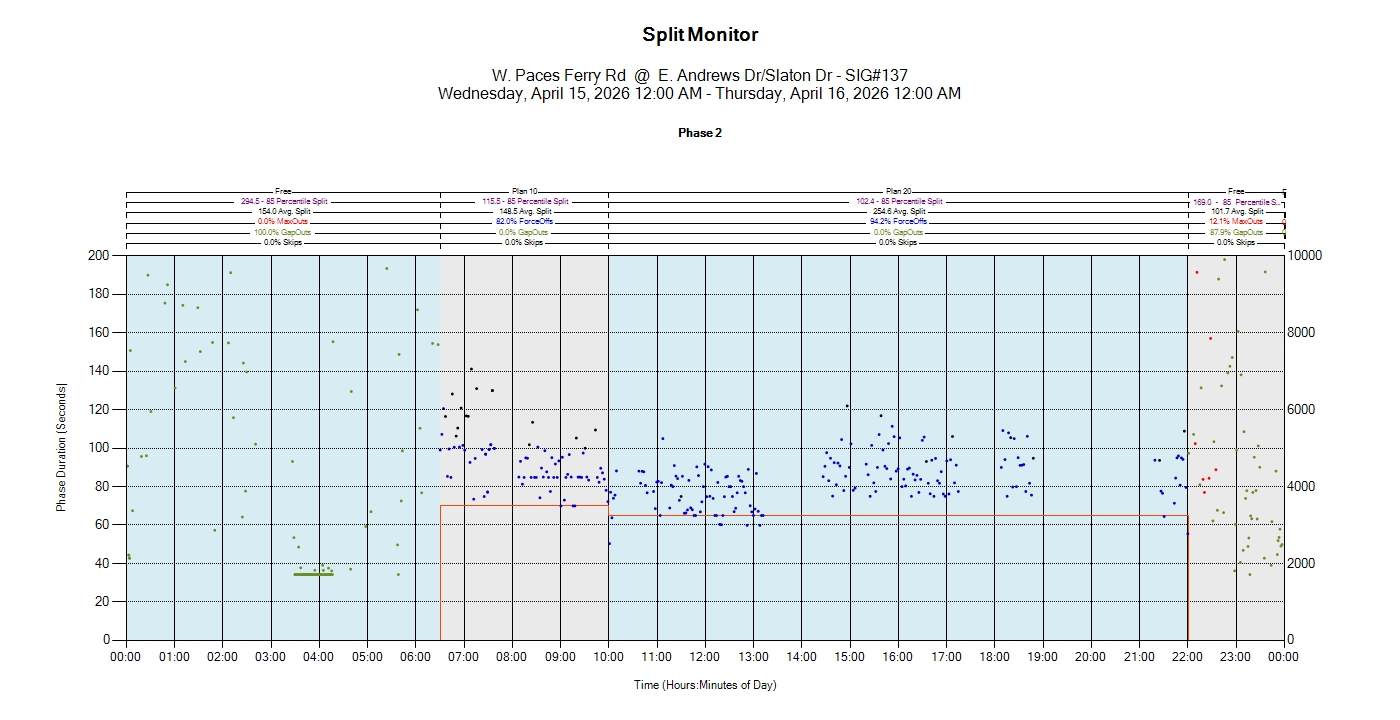 Split Monitor
W. Paces Ferry Rd @ E. Andrews Dr/Slaton Dr - SIG#137
Wednesday, April 15, 2026 12:00 AM - Thursday, April 16, 2026 12:00 AM
Phase 2
Free Plan 10 Plan 20 Free F
294.5 - 85 Percentile Split 115.5 - 85 Percentile Split 102.4 - 85 Percentile Split 169.0 - 85 Percentile S...
154.0 Avg. Split 148.5 Avg. Split 254.6 Avg. Split 101.7 Avg. Split
0.0% MaxOuts 82.0% ForceOffs 94.2% ForceOffs 12.1% MaxOuts
100.0% GapOuts 0.0% GapOuts 0.0% GapOuts 87.9% GapOuts
0.0% Skips 0.0% Skips 0.0% Skips 0.0% Skips
200 10000
180
160 8000
140
120 6000
100
80 4000
60
40 2000
20
0 0
Phase Duration (Seconds)
00:00 01:00 02:00 03:00 04:00 05:00 06:00 07:00 08:00 09:00 10:00 11:00 12:00 13:00 14:00 15:00 16:00 17:00 18:00 19:00 20:00 21:00 22:00 23:00 00:00
Time (Hours:Minutes of Day)